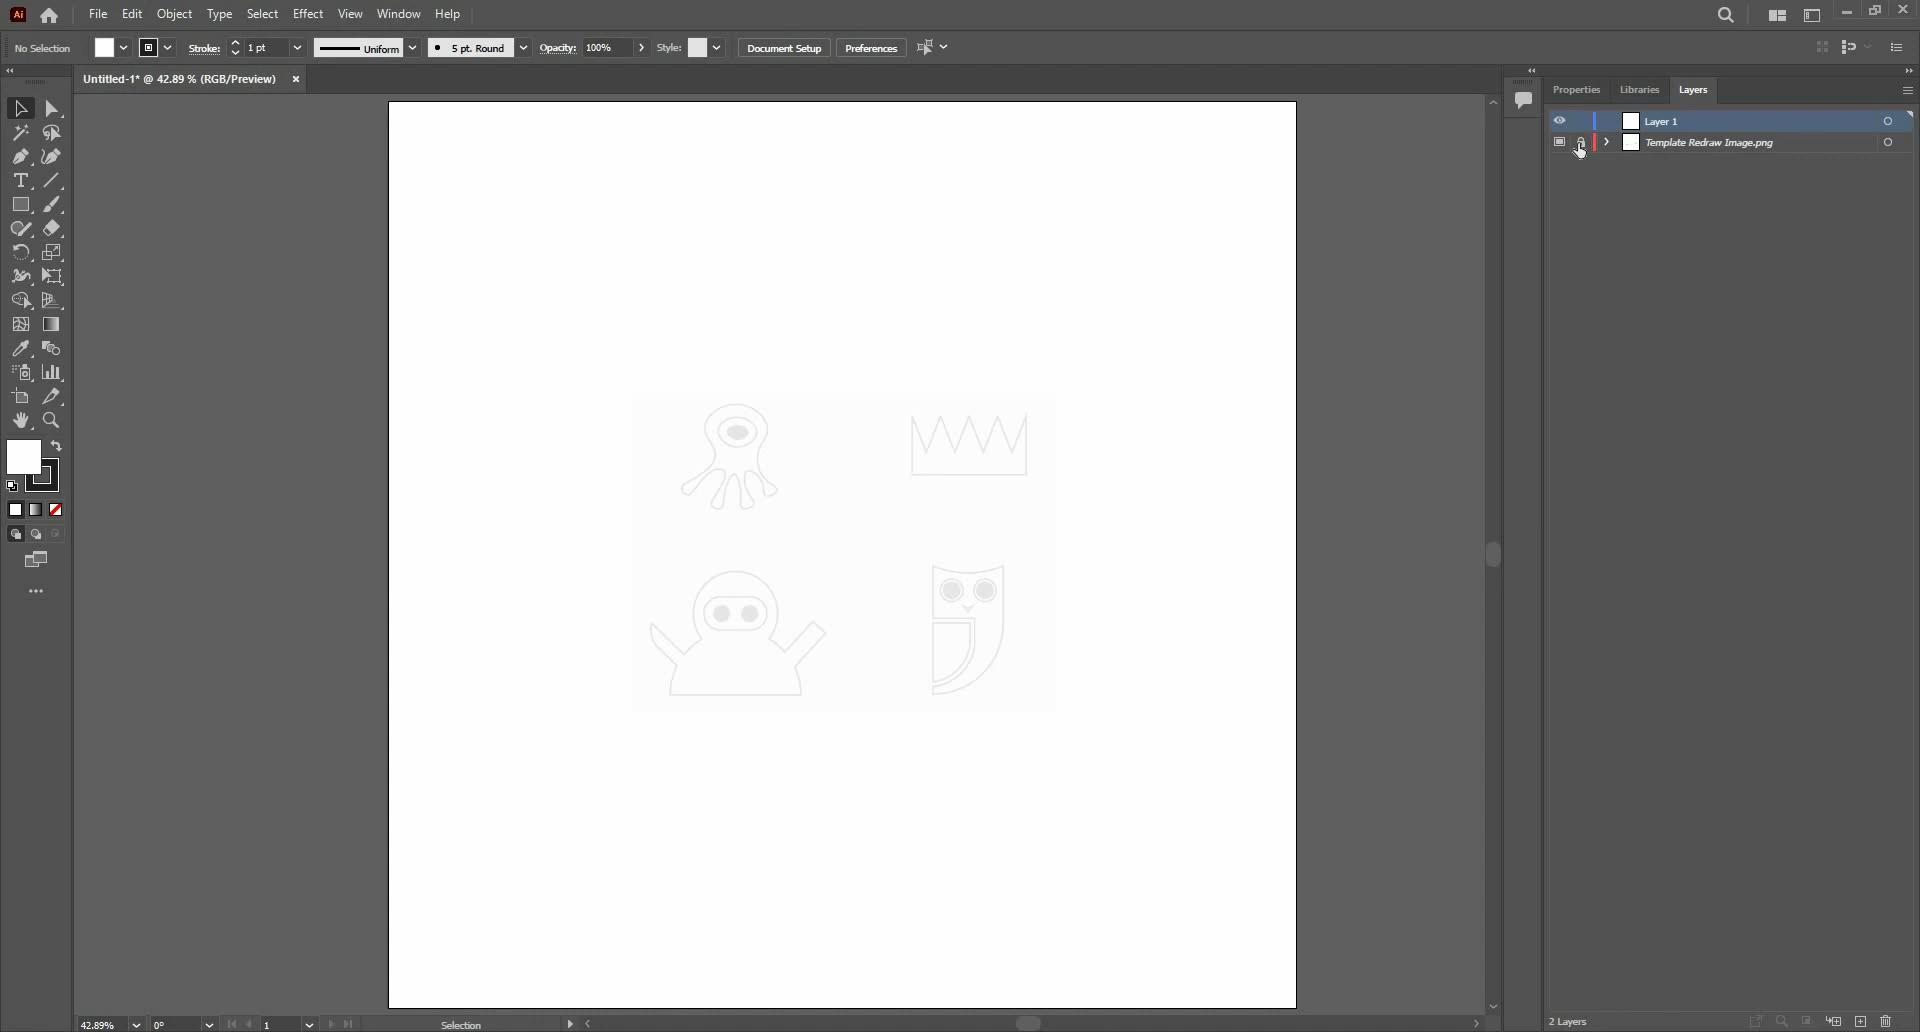 Ai File Edit Object Type Select Effect View Window Help
No Selection Stroke: 1 pt Uniform 5 pt. Round Opacity: 100% Style: Document Setup Preferences
Untitled-1* @ 42.89 % (RGB/Preview) ×
Properties Libraries Layers
Layer 1
Template Redraw Image.png
42.89% 0° 1 Selection
2 Layers